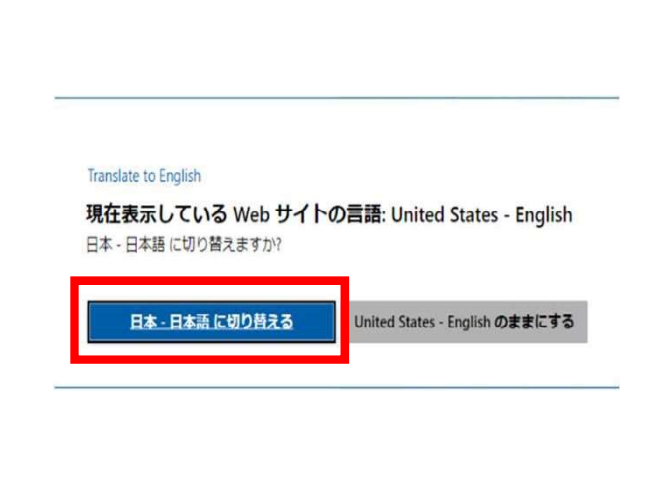 Translate to English
現在表示している Web サイトの言語: United States - English
日本 - 日本語 に切り替えますか?
日本 - 日本語 に切り替える
United States - English のままにする